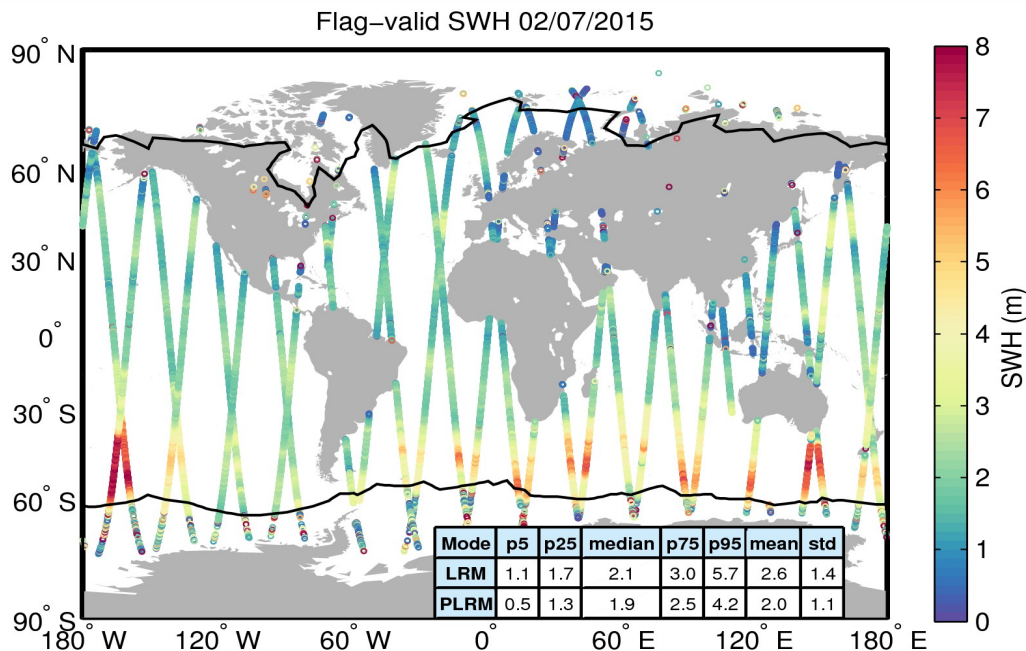 Flag−valid SWH 02/07/2015
90° N
60° N
30° N
0°
30° S
60° S
90° S
180° W
120° W
60° W
0°
60° E
120° E
180° E
Mode p5 p25 median p75 p95 mean std
LRM 1.1 1.7 2.1 3.0 5.7 2.6 1.4
PLRM 0.5 1.3 1.9 2.5 4.2 2.0 1.1
8
7
6
5
4
3
2
1
0
SWH (m)